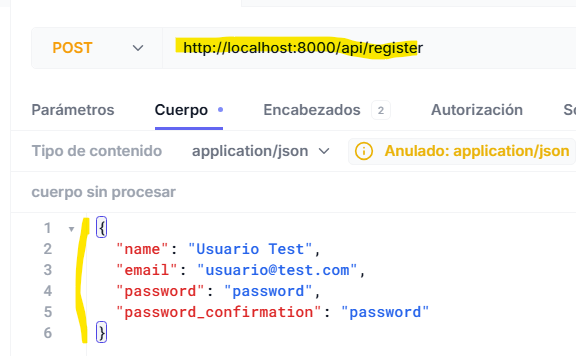 POST http://localhost:8000/api/register
Parámetros Cuerpo Encabezados 2 Autorización
Tipo de contenido application/json Anulado: application/json
cuerpo sin procesar
1 {
2 "name": "Usuario Test",
3 "email": "usuario@test.com",
4 "password": "password",
5 "password_confirmation": "password"
6 }